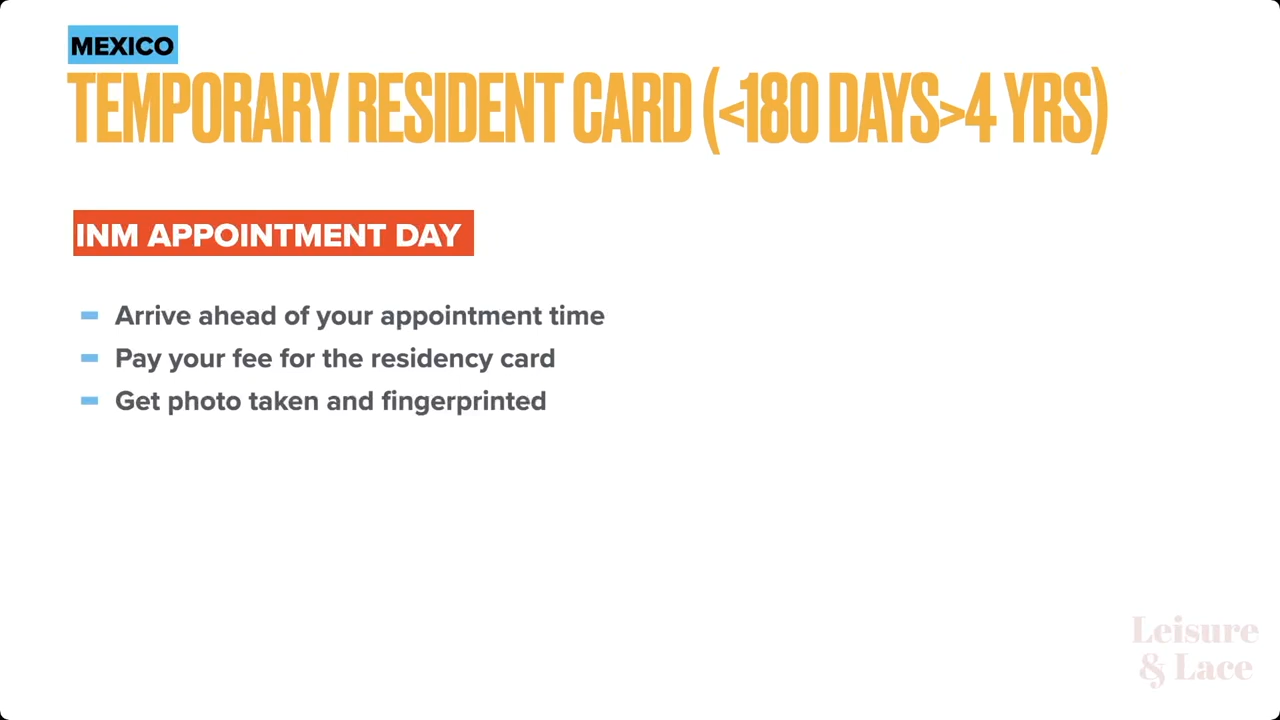 MEXICO
TEMPORARY RESIDENT CARD (<180 DAYS>4 YRS)
INM APPOINTMENT DAY
Arrive ahead of your appointment time
Pay your fee for the residency card
Get photo taken and fingerprinted
Leisure
& Lace